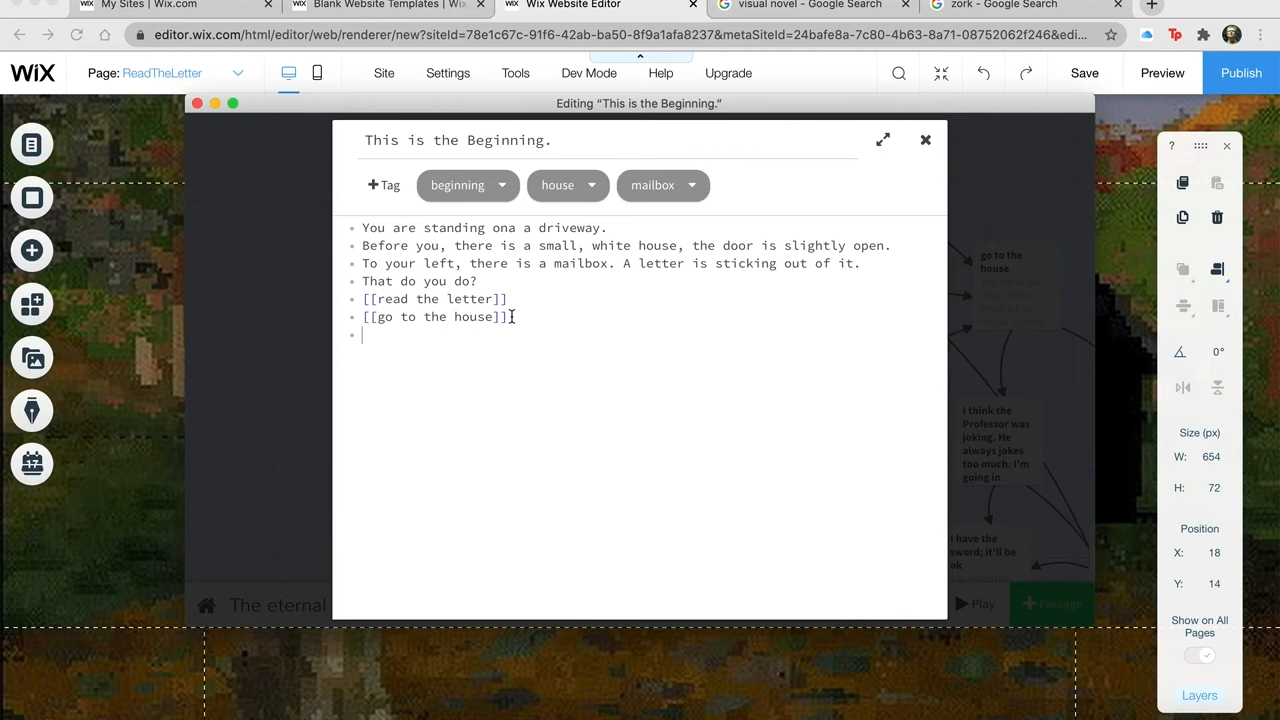 My Sites | Wix.com
Blank Website Templates | Wix
Wix Website Editor
visual novel - Google Search
zork - Google Search
editor.wix.com/html/editor/web/renderer/new?siteId=78e1c67c-91f6-42ab-ba50-8f9a1afa8237&metaSiteId=24bafe8a-7c80-4b63-8a71-08752062f246&edi...
WiX
Page: ReadTheLetter
Site
Settings
Tools
Dev Mode
Help
Upgrade
Save
Preview
Publish
Editing “This is the Beginning.”
This is the Beginning.
+Tag
beginning
house
mailbox
You are standing ona a driveway.
Before you, there is a small, white house, the door is slightly open.
To your left, there is a mailbox. A letter is sticking out of it.
That do you do?
[[read the letter]]
[[go to the house]]
go to the
house
I think the
Professor was
joking. He
always jokes
too much. I'm
going in
I have the
sword; it'll be
ok
The eternal
Play
+Passage
17
?
0°
Size (px)
W: 654
H: 72
Position
X: 18
Y: 14
Show on All
Pages
Layers